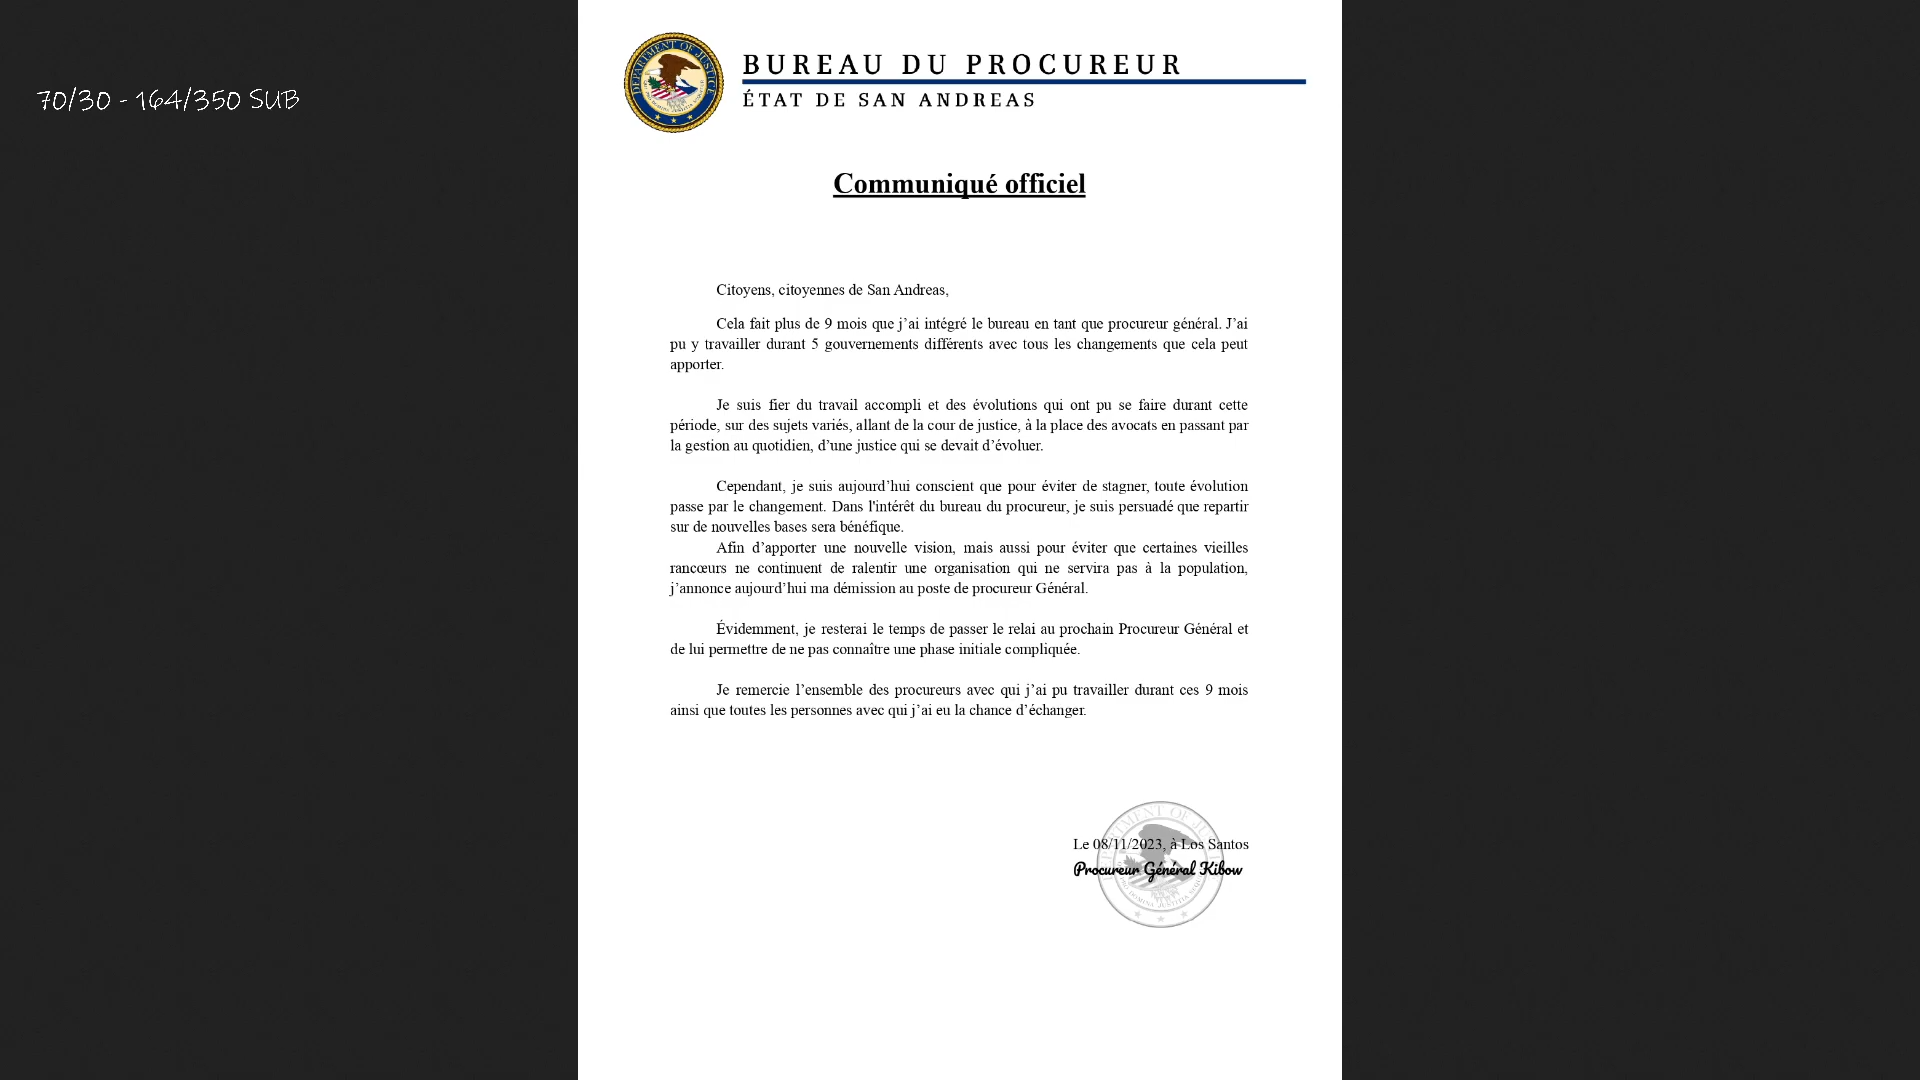 70/30 - 164/350 SUB
DEPARTMENT OF JUSTICE
BUREAU DU PROCUREUR
ÉTAT DE SAN ANDREAS
Communiqué officiel
Citoyens, citoyennes de San Andreas,
Cela fait plus de 9 mois que j’ai intégré le bureau en tant que procureur général. J’ai
pu y travailler durant 5 gouvernements différents avec tous les changements que cela peut
apporter.
Je suis fier du travail accompli et des évolutions qui ont pu se faire durant cette
période, sur des sujets variés, allant de la cour de justice, à la place des avocats en passant par
la gestion au quotidien, d’une justice qui se devait d’évoluer.
Cependant, je suis aujourd’hui conscient que pour éviter de stagner, toute évolution
passe par le changement. Dans l'intérêt du bureau du procureur, je suis persuadé que repartir
sur de nouvelles bases sera bénéfique.
Afin d’apporter une nouvelle vision, mais aussi pour éviter que certaines vieilles
rancœurs ne continuent de ralentir une organisation qui ne servira pas à la population,
j’annonce aujourd’hui ma démission au poste de procureur Général.
Évidemment, je resterai le temps de passer le relai au prochain Procureur Général et
de lui permettre de ne pas connaître une phase initiale compliquée.
Je remercie l’ensemble des procureurs avec qui j’ai pu travailler durant ces 9 mois
ainsi que toutes les personnes avec qui j’ai eu la chance d’échanger.
Le 08/11/2023, à Los Santos
Procureur Général Kibow